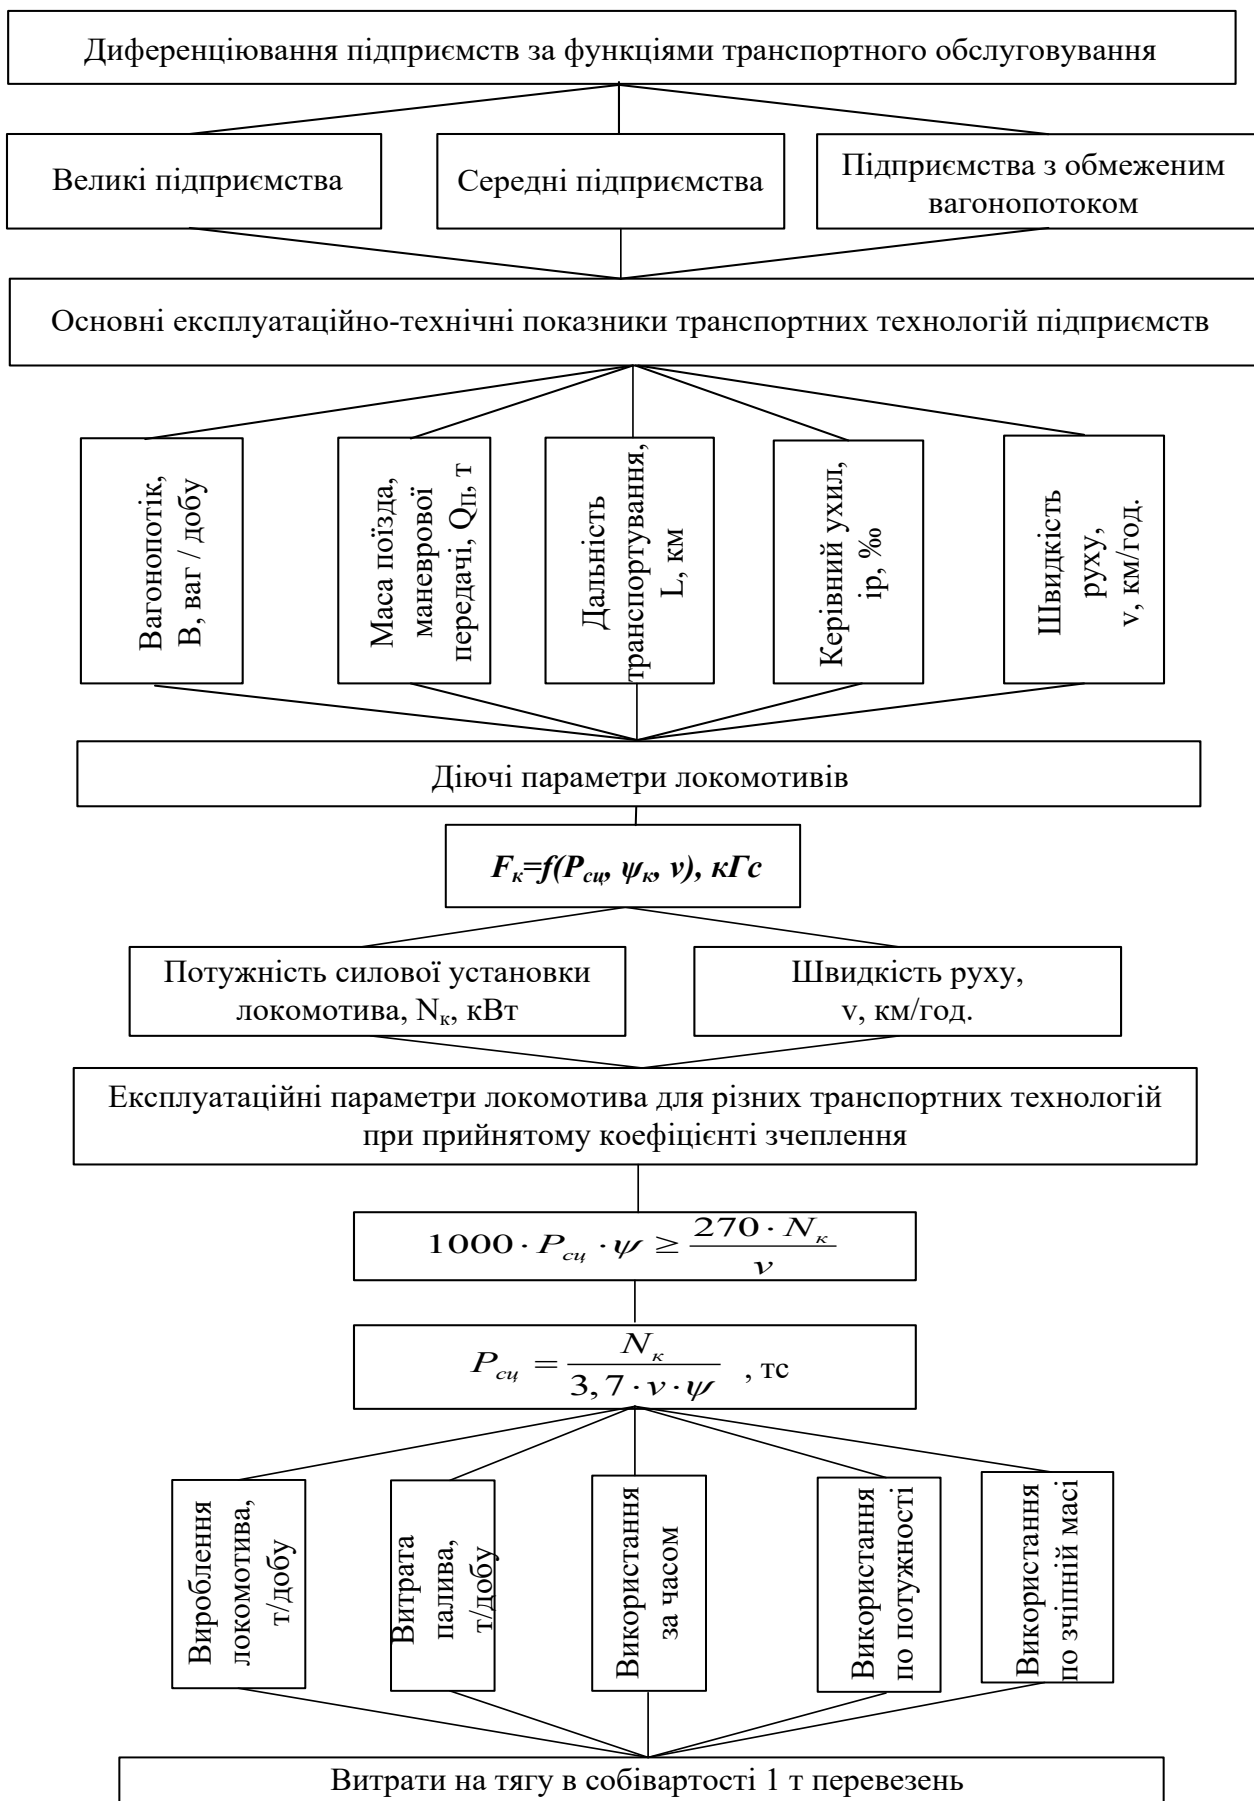 Диференціювання підприємств за функціями транспортного обслуговування
Великі підприємства
Середні підприємства
Підприємства з обмеженим
вагонопотоком
Основні експлуатаційно-технічні показники транспортних технологій підприємств
Вагонопотік,
В, ваг / добу
Маса поїзда,
маневрової
передачі, Qп, т
Дальність
транспортування,
L, км
Керівний ухил,
ip, ‰
Швидкість
руху,
v, км/год.
Діючі параметри локомотивів
Fк=f(Pсц, ψк, v), кГс
Потужність силової установки
локомотива, Nк, кВт
Швидкість руху,
v, км/год.
Експлуатаційні параметри локомотива для різних транспортних технологій
при прийнятому коефіцієнті зчеплення
1000 · Pсц · ψ ≥ 270 · Nк / v
Pсц = Nк / 3,7 · v · ψ , тс
Вироблення
локомотива,
т/добу
Витрата
палива,
т/добу
Використання
за часом
Використання
по потужності
Використання
по зчіпній масі
Витрати на тягу в собівартості 1 т перевезень